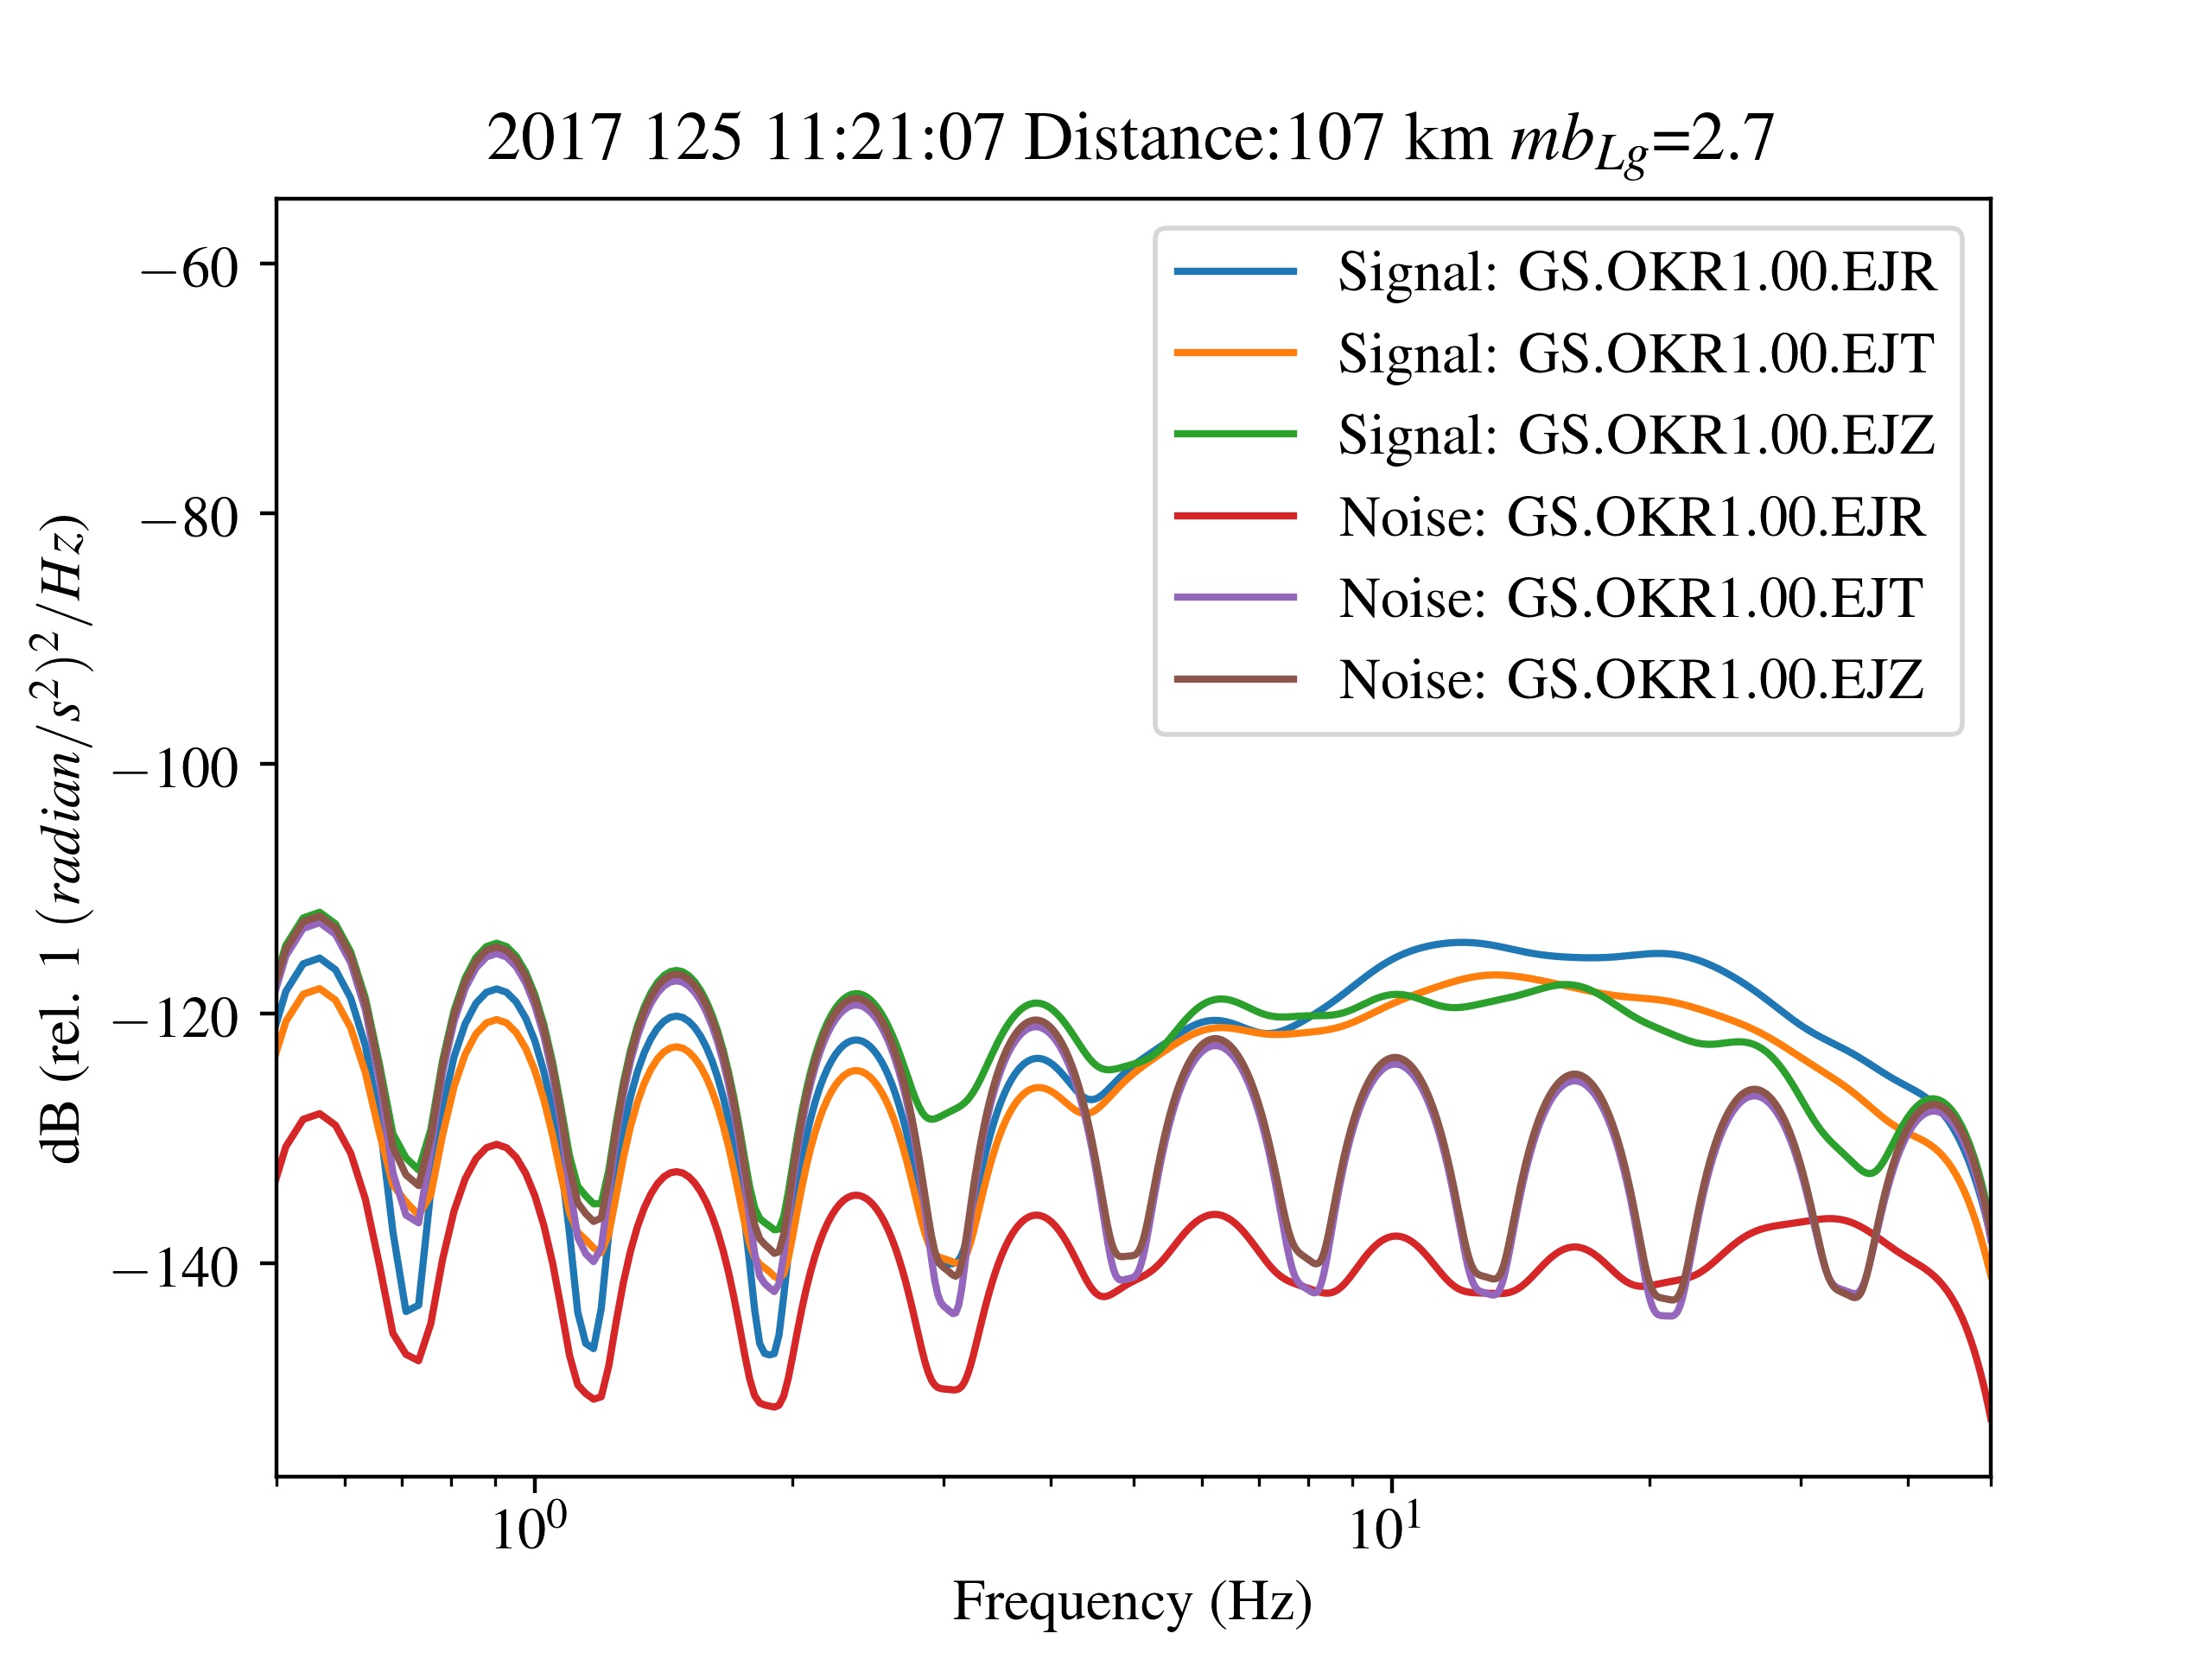 2017 125 11:21:07 Distance:107 km mb_Lg=2.7
Signal: GS.OKR1.00.EJR
Signal: GS.OKR1.00.EJT
Signal: GS.OKR1.00.EJZ
Noise: GS.OKR1.00.EJR
Noise: GS.OKR1.00.EJT
Noise: GS.OKR1.00.EJZ
−60
−80
−100
−120
−140
dB (rel. 1 (radian/s²)²/Hz)
10⁰ 10¹
Frequency (Hz)